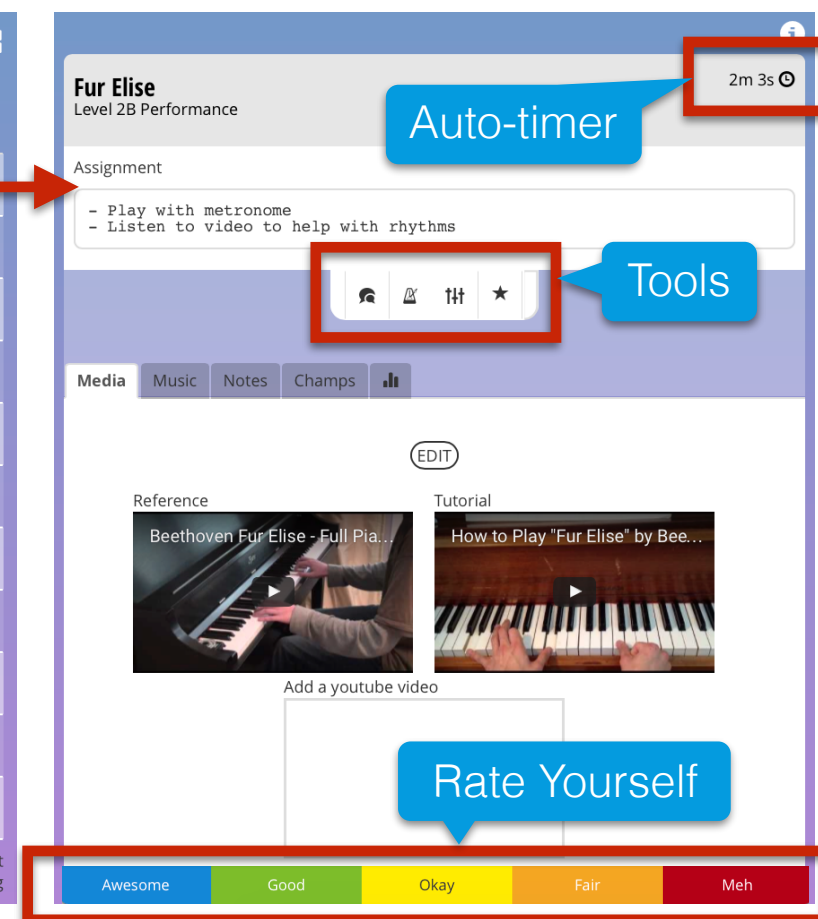 Fur Elise
Level 2B Performance
2m 3s
Auto-timer
Assignment
- Play with metronome
- Listen to video to help with rhythms
Tools
Media Music Notes Champs
EDIT
Reference Tutorial
Beethoven Fur Elise - Full Pia... How to Play "Fur Elise" by Bee...
Add a youtube video
Rate Yourself
Awesome Good Okay Fair Meh